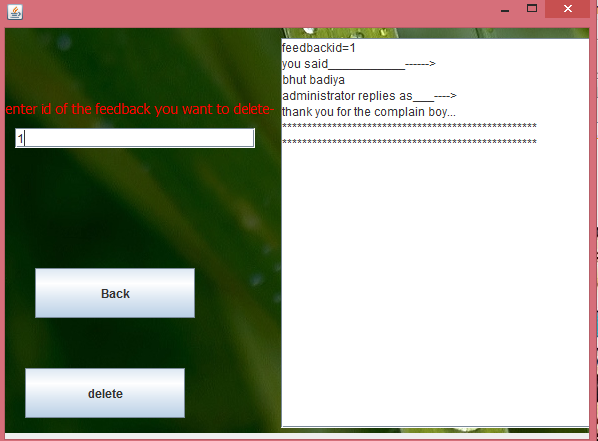 enter id of the feedback you want to delete-
1
Back
delete
feedbackid=1
you said____________------>
bhut badiya
administrator replies as___---->
thank you for the complain boy...
***************************************************
***************************************************